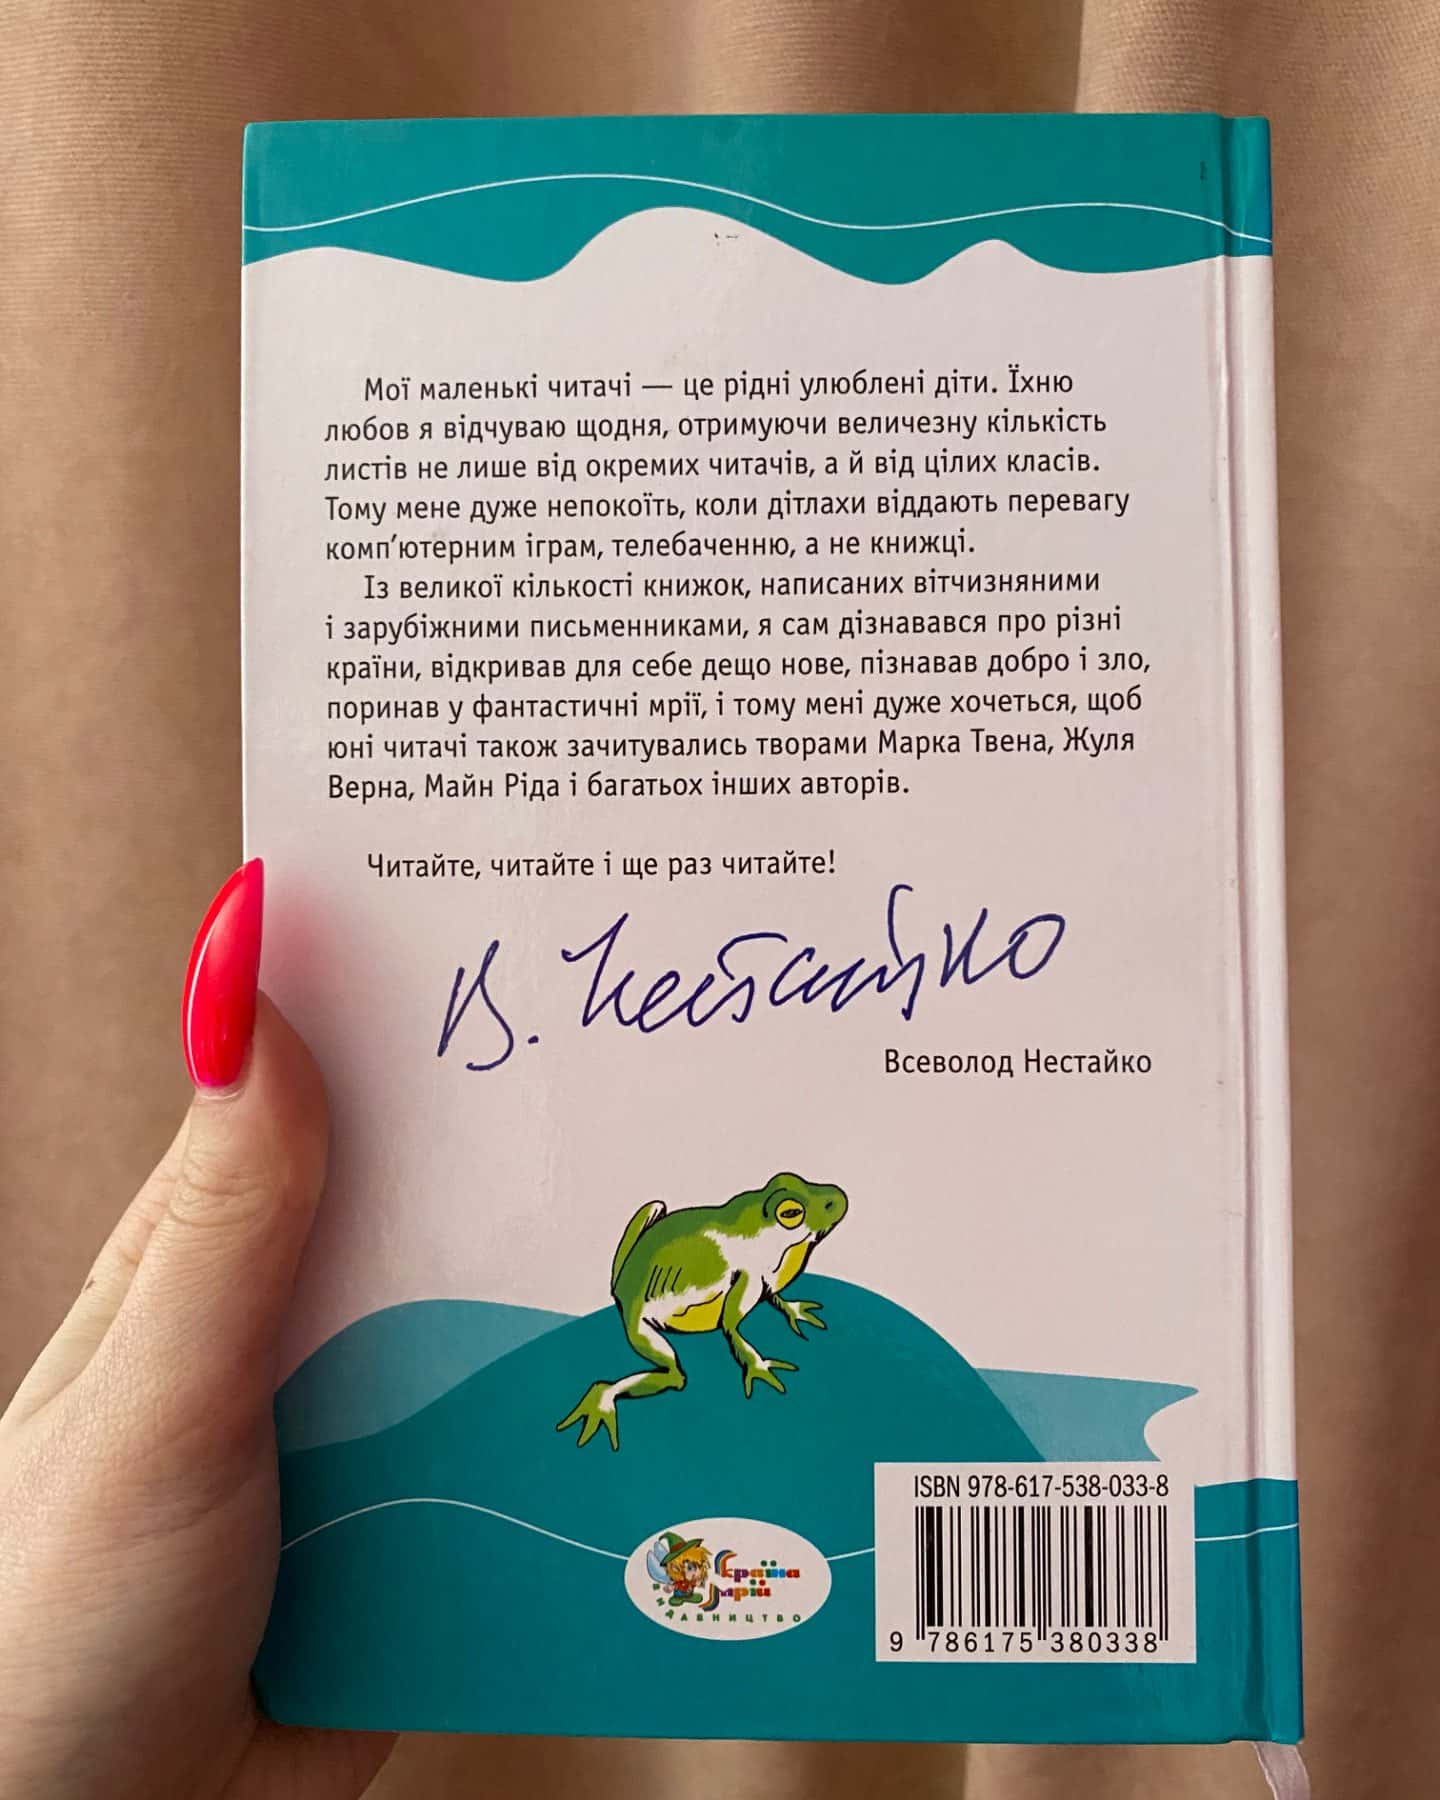 Мої маленькі читачі — це рідні улюблені діти. Їхню
любов я відчуваю щодня, отримуючи величезну кількість
листів не лише від окремих читачів, а й від цілих класів.
Тому мене дуже непокоїть, коли дітлахи віддають перевагу
комп’ютерним іграм, телебаченню, а не книжці.
Із великої кількості книжок, написаних вітчизняними
і зарубіжними письменниками, я сам дізнавався про різні
країни, відкривав для себе дещо нове, пізнавав добро і зло,
поринав у фантастичні мрії, і тому мені дуже хочеться, щоб
юні читачі також зачитувались творами Марка Твена, Жуля
Верна, Майн Ріда і багатьох інших авторів.
Читайте, читайте і ще раз читайте!
В. Нестайко
Всеволод Нестайко
ISBN 978-617-538-033-8
Країна
мрій
ВИДАВНИЦТВО
9 786175 380338